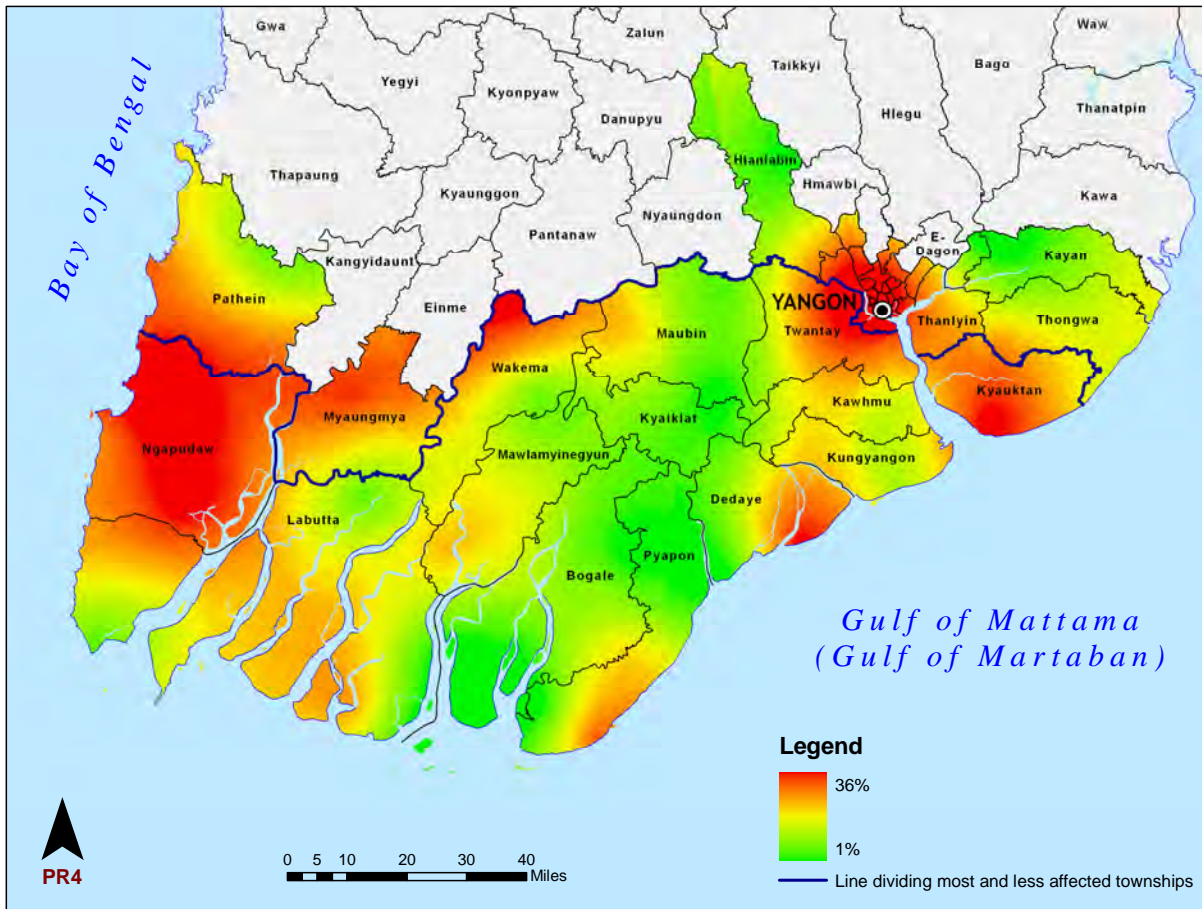 Gwa
Zalun
Waw
Yegyi
Taikkyi
Bago
Kyonpyaw
Danupyu
Thanatpin
Hlegu
Bay of Bengal
Hlanlabin
Thapaung
Kyaunggon
Hmawbi
Kawa
Nyaungdon
Pantanaw
E-
Dagon
Kayan
Kangyidaunt
Pathein
Einme
YANGON
Thanlyin
Thongwa
Maubin
Twantay
Wakema
Kyauktan
Kawhmu
Myaungmya
Kyaiklat
Ngapudaw
Mawlamyinegyun
Kungyangon
Dedaye
Labutta
Pyapon
Bogale
Gulf of Mattama
(Gulf of Martaban)
Legend
36%
1%
Line dividing most and less affected townships
PR4
0 5 10 20 30 40
Miles